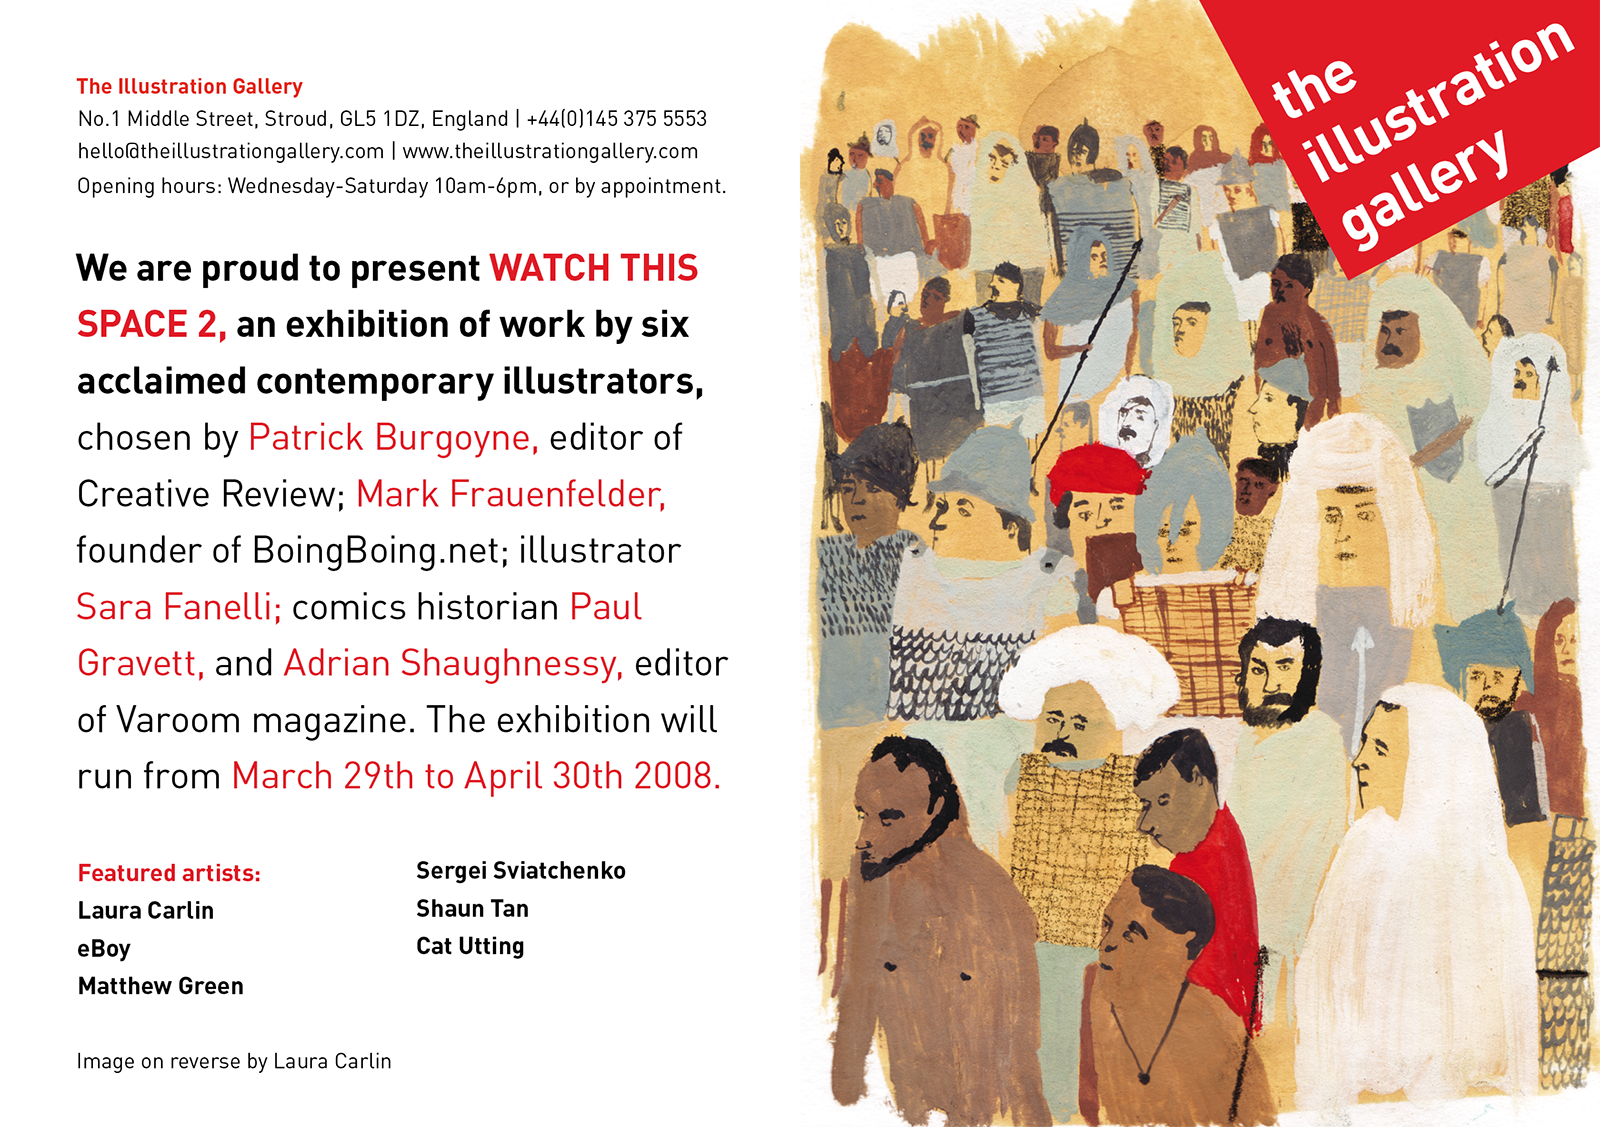 The Illustration Gallery
No.1 Middle Street, Stroud, GL5 1DZ, England | +44(0)145 375 5553
hello@theillustrationgallery.com | www.theillustrationgallery.com
Opening hours: Wednesday-Saturday 10am-6pm, or by appointment.
We are proud to present WATCH THIS
SPACE 2, an exhibition of work by six
acclaimed contemporary illustrators,
chosen by Patrick Burgoyne, editor of
Creative Review; Mark Frauenfelder,
founder of BoingBoing.net; illustrator
Sara Fanelli; comics historian Paul
Gravett, and Adrian Shaughnessy, editor
of Varoom magazine. The exhibition will
run from March 29th to April 30th 2008.
Featured artists:
Laura Carlin
eBoy
Matthew Green
Sergei Sviatchenko
Shaun Tan
Cat Utting
Image on reverse by Laura Carlin
the
illustration
gallery